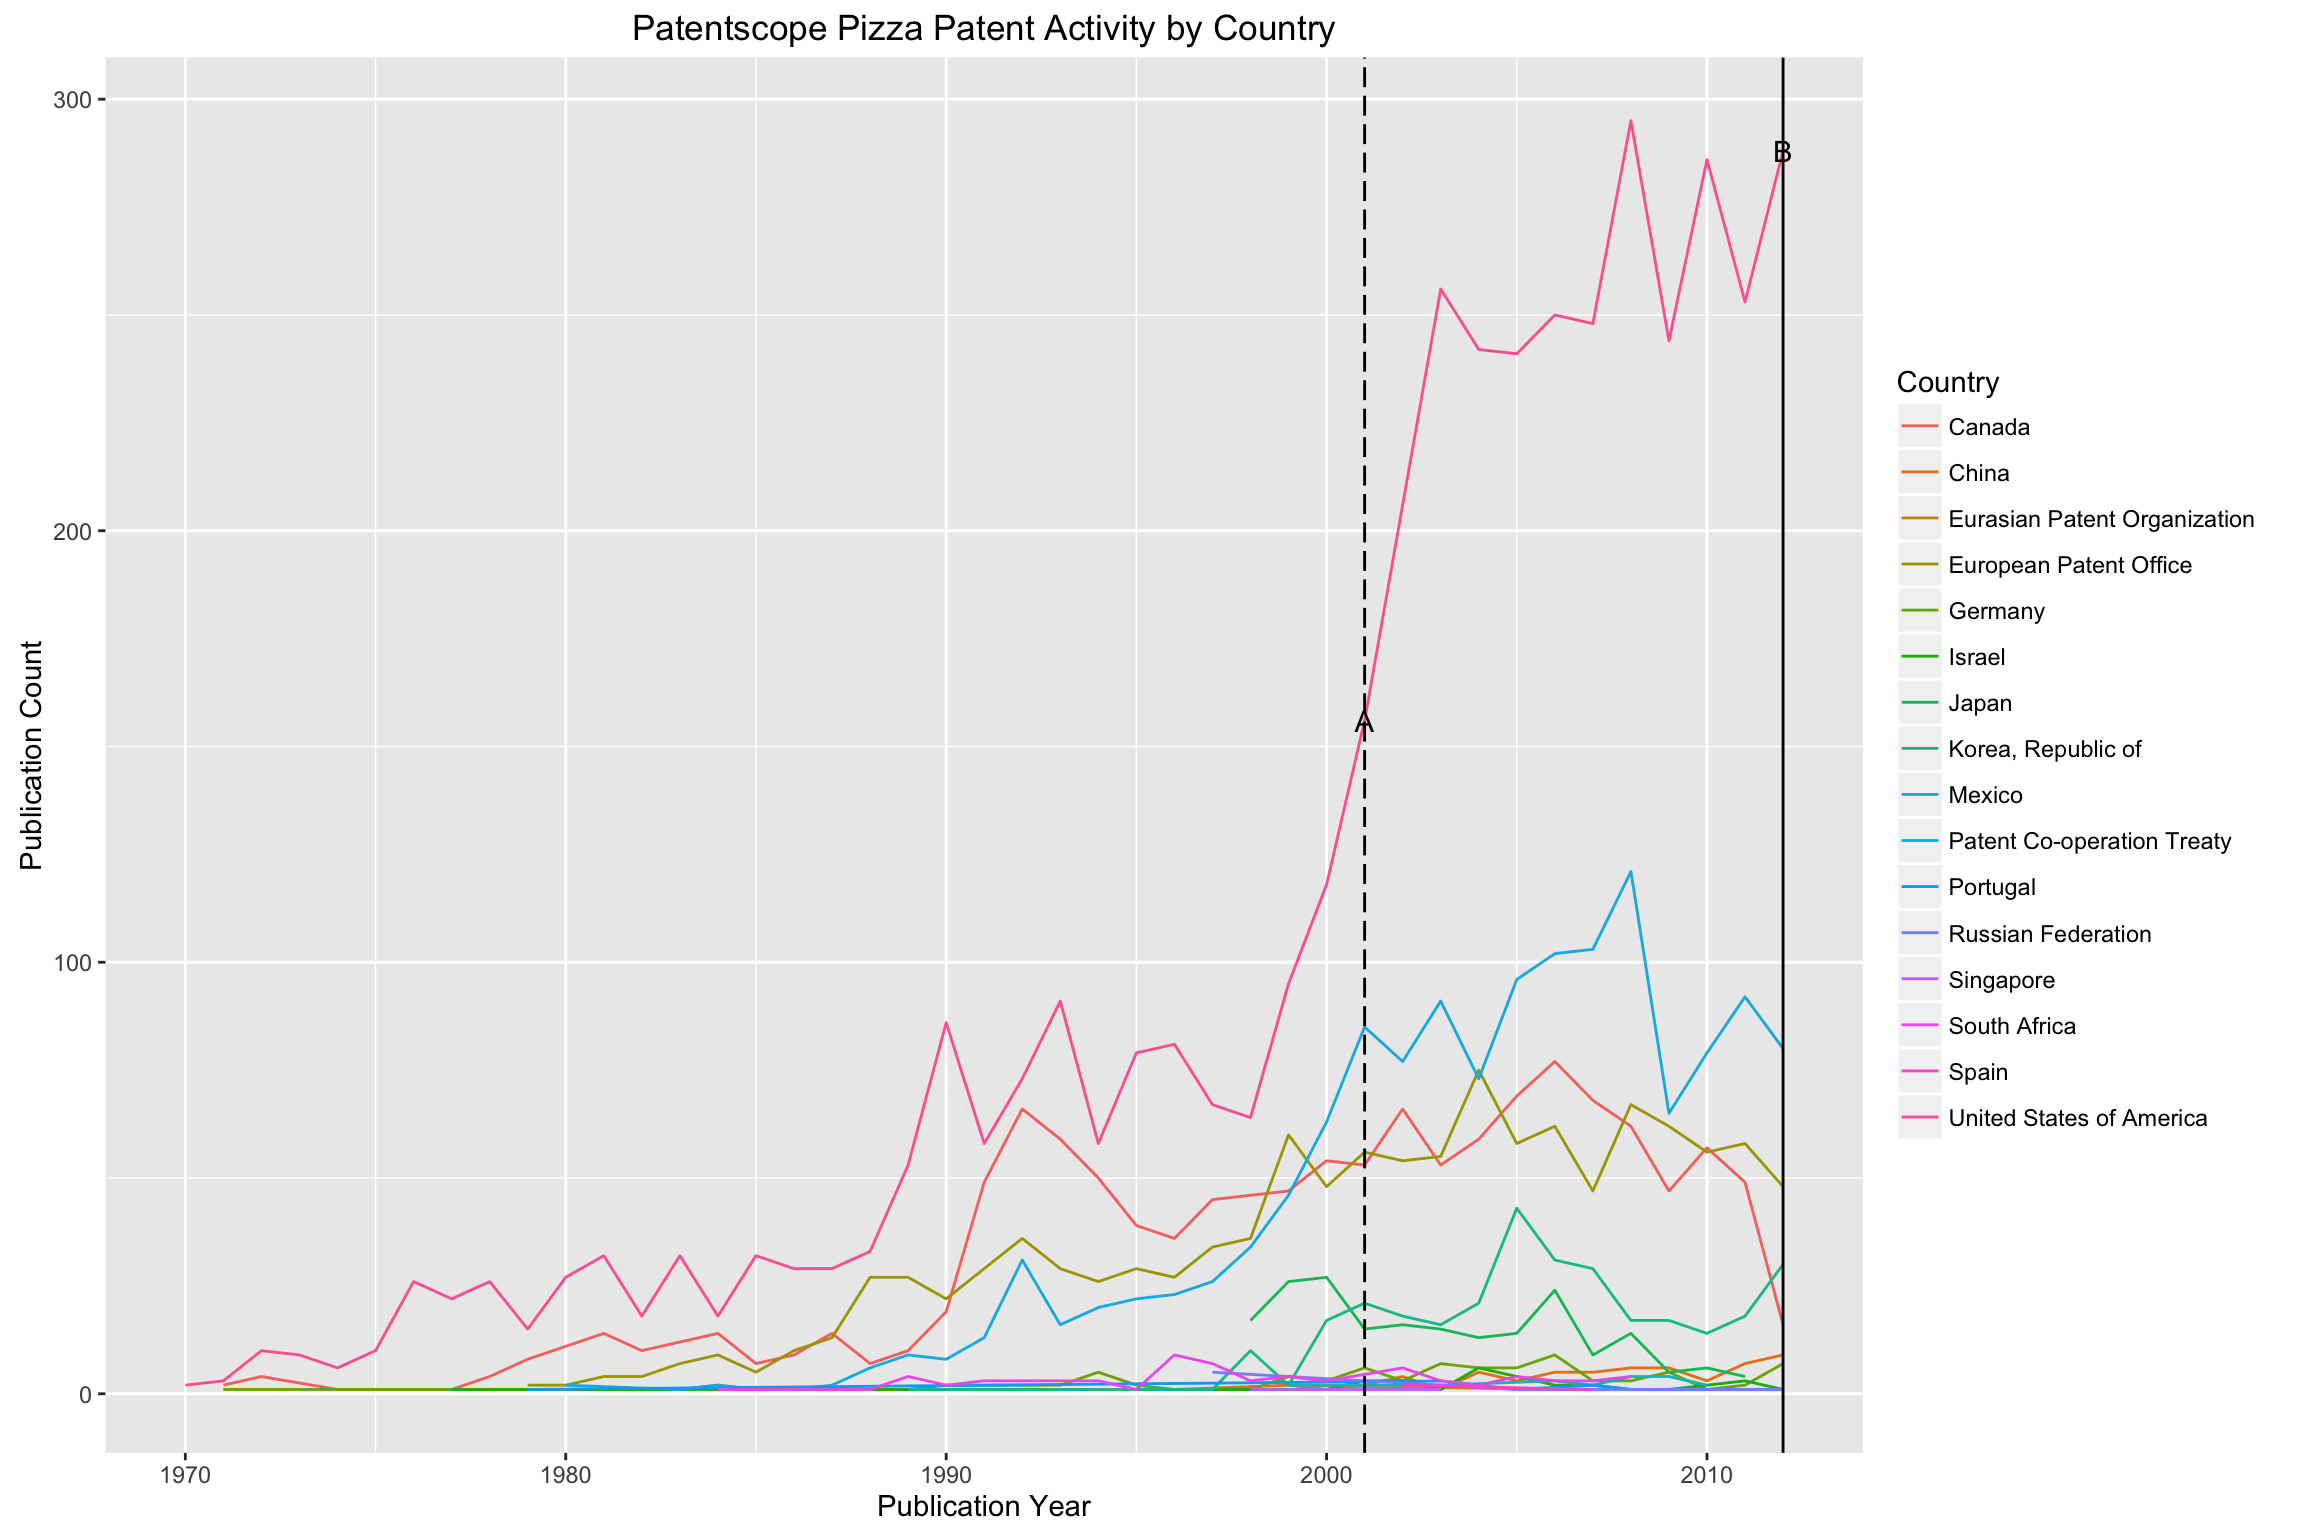 Patentscope Pizza Patent Activity by Country
Publication Count
300
200
100
0
A
B
1970
1980
1990
2000
2010
Publication Year
Country
Canada
China
Eurasian Patent Organization
European Patent Office
Germany
Israel
Japan
Korea, Republic of
Mexico
Patent Co-operation Treaty
Portugal
Russian Federation
Singapore
South Africa
Spain
United States of America